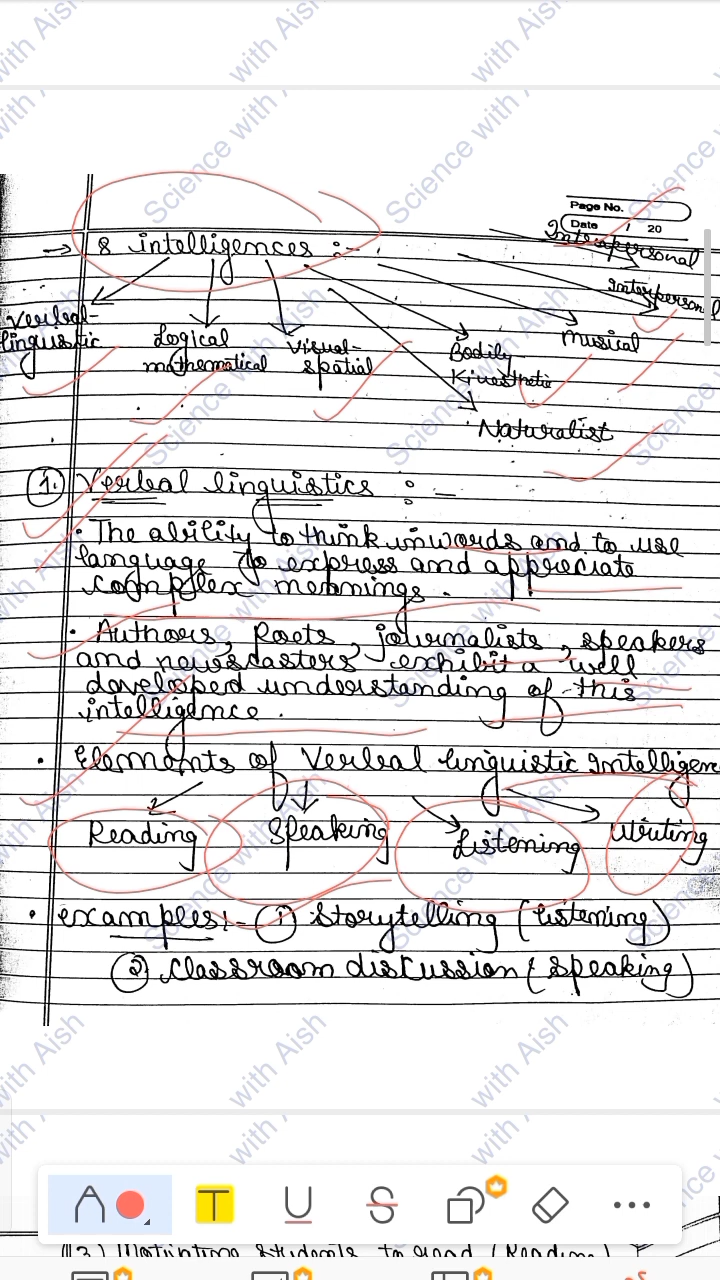 Page No.
Date / 20
→ 8 intelligences :-
Intrapersonal
Interpersonal
Verbal-
linguistic
Logical
mathematical
Visual-
spatial
Bodily
Kinesthetic
Musical
Naturalist
1. Verbal linguistics :-
• The ability to think in words and to use
language to express and appreciate
complex meanings.
• Authors, Poets, journalists, speakers
and newscasters exhibit a well
developed understanding of this
intelligence.
• Elements of Verbal linguistic Intelligen
Reading
Speaking
Listening
Writing
• examples:- ① Storytelling (listening)
② Classroom discussion (speaking)
Science with Aish
A T U S ...